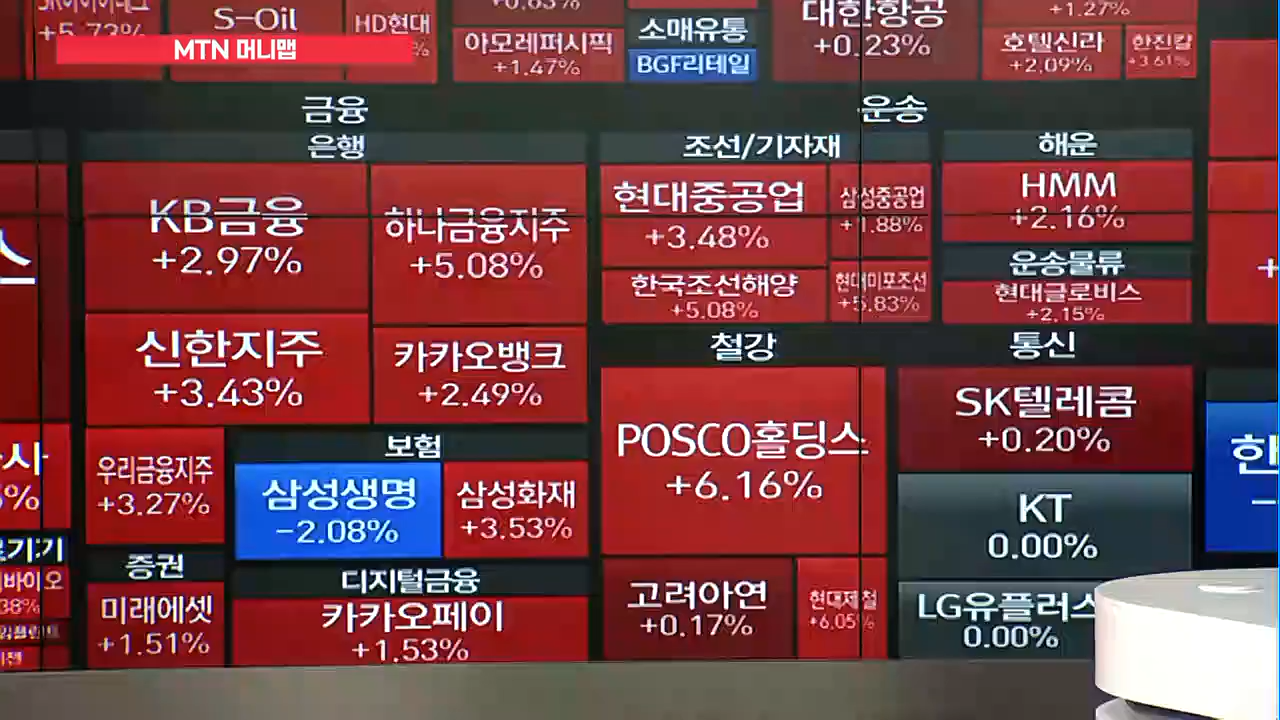 +5.73%
MTN 머니맵
S-Oil
HD현대
+0.63%
아모레퍼시픽
+1.47%
소매유통
BGF리테일
대한항공
+0.23%
+1.27%
호텔신라
+2.09%
한진칼
+3.61%
금융
은행
KB금융
+2.97%
하나금융지주
+5.08%
신한지주
+3.43%
카카오뱅크
+2.49%
우리금융지주
+3.27%
보험
삼성생명
-2.08%
삼성화재
+3.53%
증권
미래에셋
+1.51%
디지털금융
카카오페이
+1.53%
운송
조선/기자재
현대중공업
+3.48%
삼성중공업
+1.88%
한국조선해양
+5.08%
현대미포조선
+5.83%
해운
HMM
+2.16%
운송물류
현대글로비스
+2.15%
철강
POSCO홀딩스
+6.16%
고려아연
+0.17%
현대제철
+6.05%
통신
SK텔레콤
+0.20%
KT
0.00%
LG유플러스
0.00%